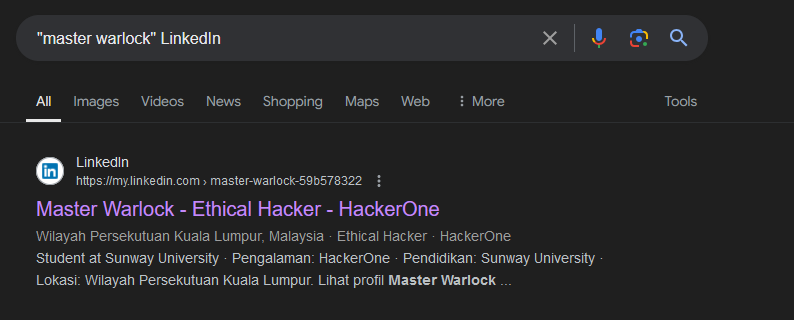 "master warlock" LinkedIn
All Images Videos News Shopping Maps Web More Tools
LinkedIn
https://my.linkedin.com › master-warlock-59b578322
Master Warlock - Ethical Hacker - HackerOne
Wilayah Persekutuan Kuala Lumpur, Malaysia · Ethical Hacker · HackerOne
Student at Sunway University · Pengalaman: HackerOne · Pendidikan: Sunway University ·
Lokasi: Wilayah Persekutuan Kuala Lumpur. Lihat profil Master Warlock ...